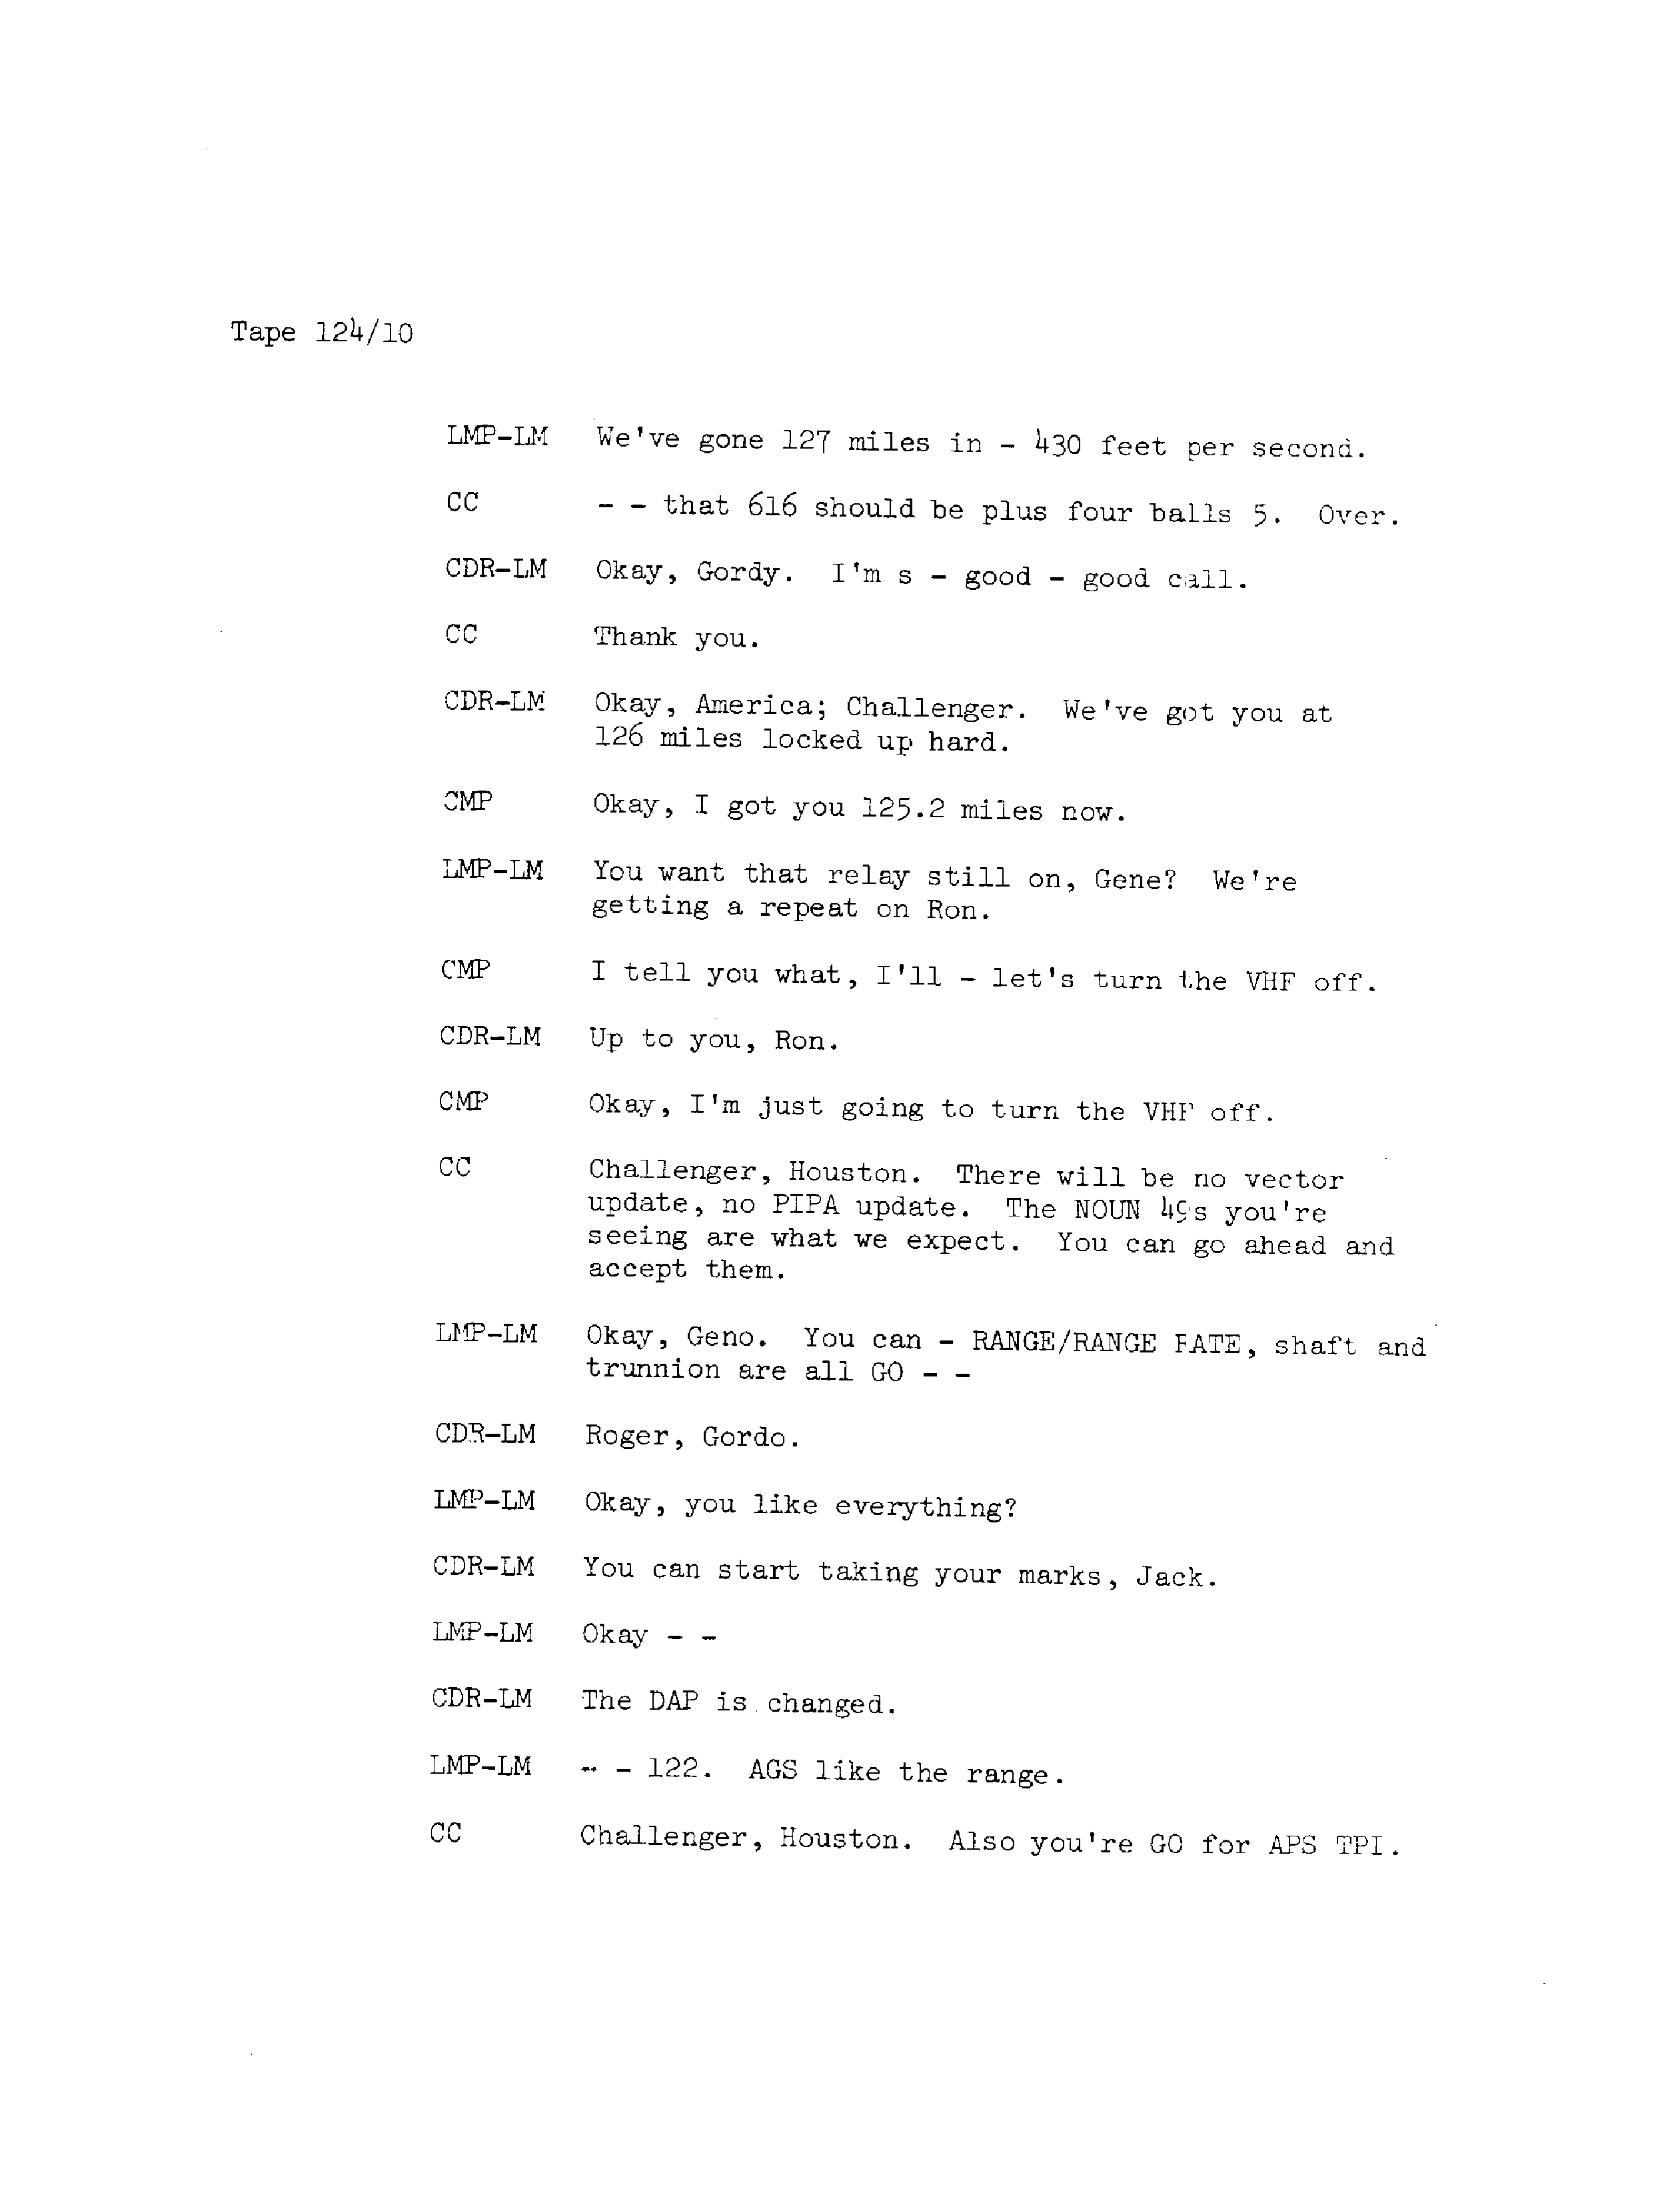 Tape 124/10
LMP-LM We've gone 127 miles in - 430 feet per second.
CC - - that 616 should be plus four balls 5. Over.
CDR-LM Okay, Gordy. I'm s - good - good call.
CC Thank you.
CDR-LM Okay, America; Challenger. We've got you at
126 miles locked up hard.
CMP Okay, I got you 125.2 miles now.
LMP-LM You want that relay still on, Gene? We're
getting a repeat on Ron.
CMP I tell you what, I'll - let's turn the VHF off.
CDR-LM Up to you, Ron.
CMP Okay, I'm just going to turn the VHF off.
CC Challenger, Houston. There will be no vector
update, no PIPA update. The NOUN 49s you're
seeing are what we expect. You can go ahead and
accept them.
LMP-LM Okay, Geno. You can - RANGE/RANGE RATE, shaft and
trunnion are all GO - -
CDR-LM Roger, Gordo.
LMP-LM Okay, you like everything?
CDR-LM You can start taking your marks, Jack.
LMP-LM Okay - -
CDR-LM The DAP is changed.
LMP-LM - - 122. AGS like the range.
CC Challenger, Houston. Also you're GO for APS TPI.